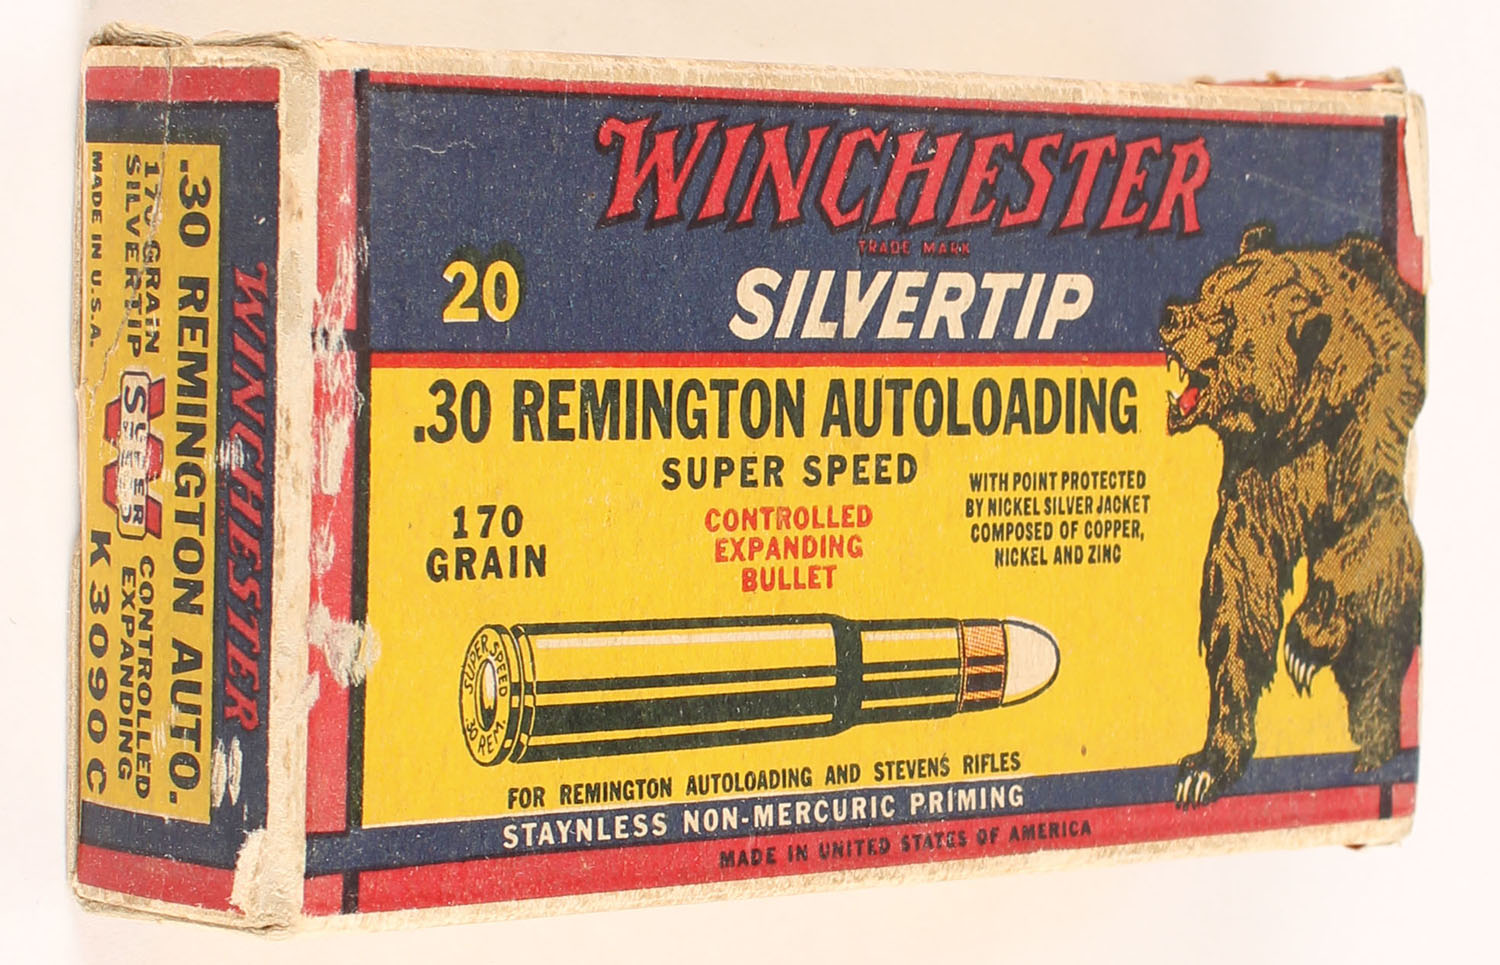 WINCHESTER
TRADE MARK
SILVERTIP
20
.30 REMINGTON AUTOLOADING
SUPER SPEED
170
GRAIN
CONTROLLED
EXPANDING
BULLET
WITH POINT PROTECTED
BY NICKEL SILVER JACKET
COMPOSED OF COPPER,
NICKEL AND ZINC
SUPER SPEED
30 REM.
FOR REMINGTON AUTOLOADING AND STEVENS RIFLES
STAYNLESS NON-MERCURIC PRIMING
MADE IN UNITED STATES OF AMERICA
WINCHESTER
.30 REMINGTON AUTO.
170 GRAIN
SILVERTIP
W
SUPER
SPEED
CONTROLLED
EXPANDING
MADE IN U.S.A.
K 3090 C